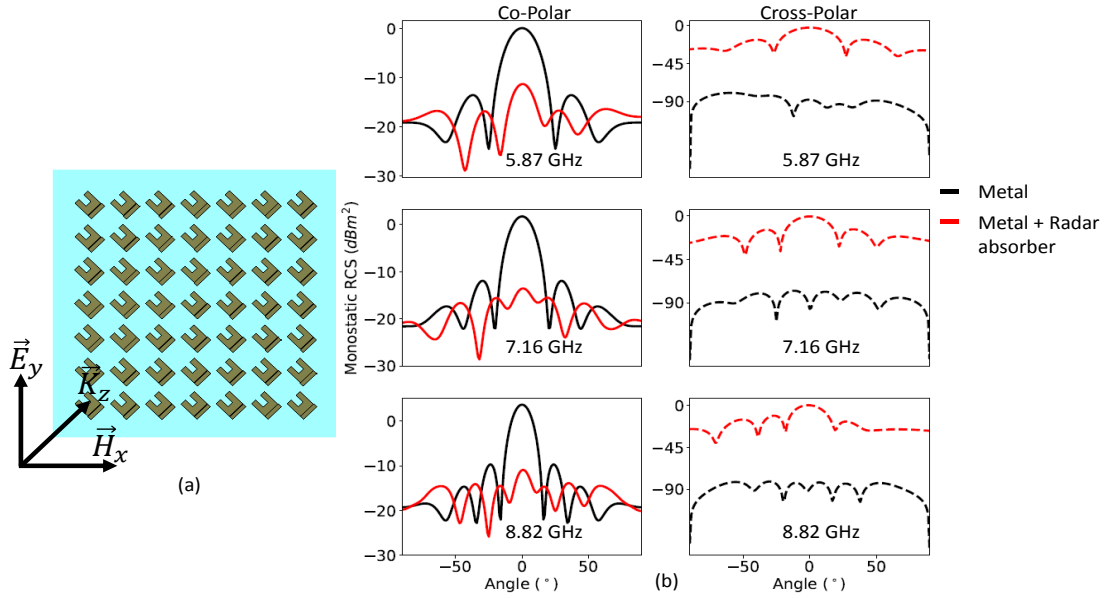 Co-Polar
Cross-Polar
0
−10
−20
−30
5.87 GHz
0
−45
−90
5.87 GHz
0
−10
−20
−30
7.16 GHz
0
−45
−90
7.16 GHz
0
−10
−20
−30
8.82 GHz
0
−45
−90
8.82 GHz
Monostatic RCS (dBm²)
−50
0
50
Angle (°)
−50
0
50
Angle (°)
Metal
Metal + Radar
absorber
E⃗y
K⃗z
H⃗x
(a)
(b)